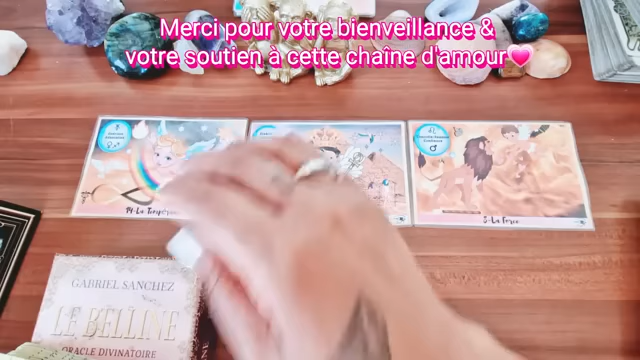 Merci pour votre bienveillance &
votre soutien à cette chaîne d'amour
14-La Tempérance
8-La Force
GABRIEL SANCHEZ
LE BELLINE
ORACLE DIVINATOIRE